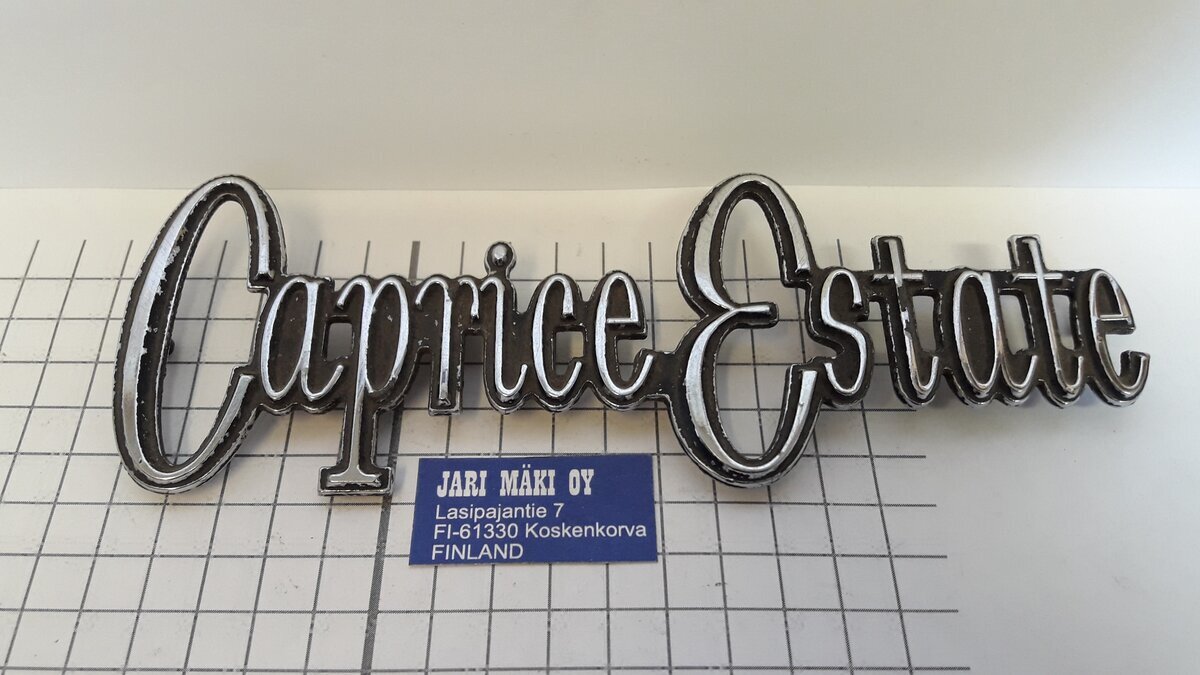 Caprice Estate
JARI MÄKI OY
Lasipajantie 7
FI-61330 Koskenkorva
FINLAND